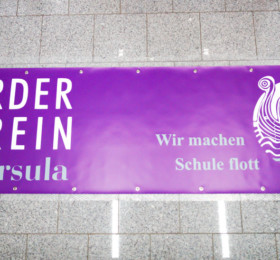 RDER
REIN
rsula
Wir machen
Schule flott